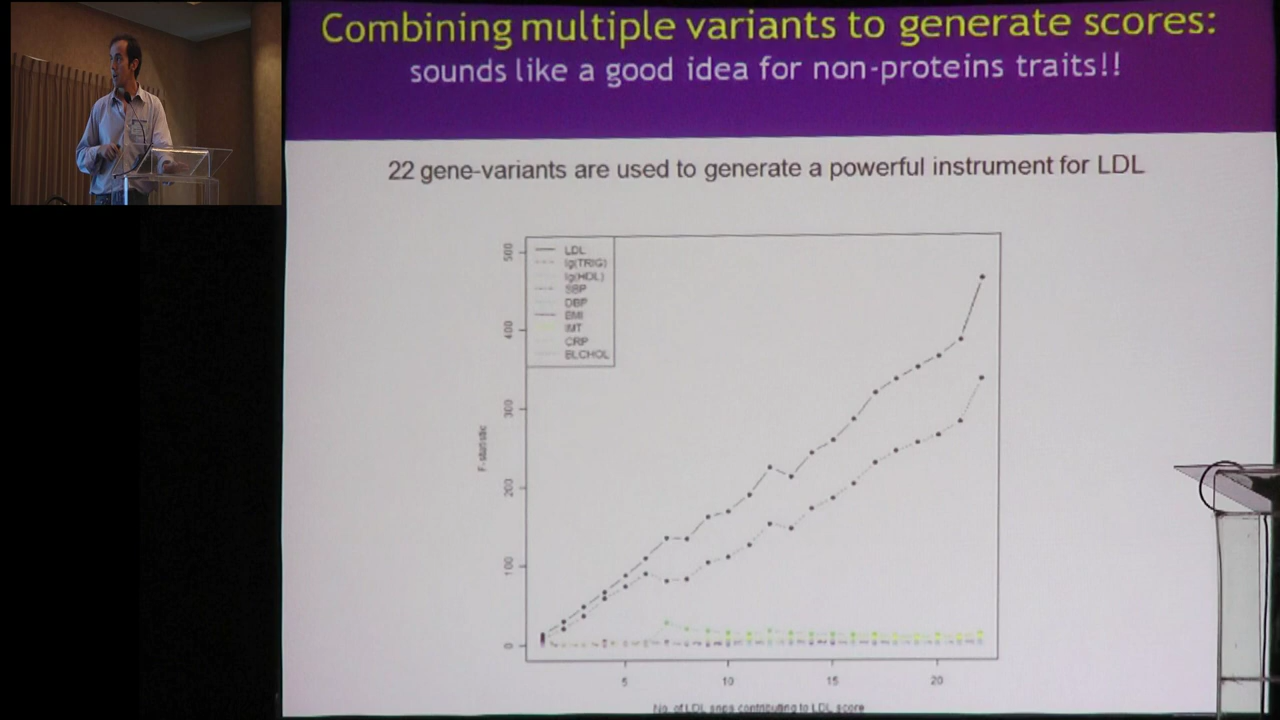 Combining multiple variants to generate scores:
sounds like a good idea for non-proteins traits!!
22 gene-variants are used to generate a powerful instrument for LDL
LDL
lg(TRIG)
lg(HDL)
SBP
DBP
BMI
IMT
CRP
BLCHOL
500
400
300
200
100
0
F-statistic
5
10
15
20
No. of LDL snps contributing to LDL score